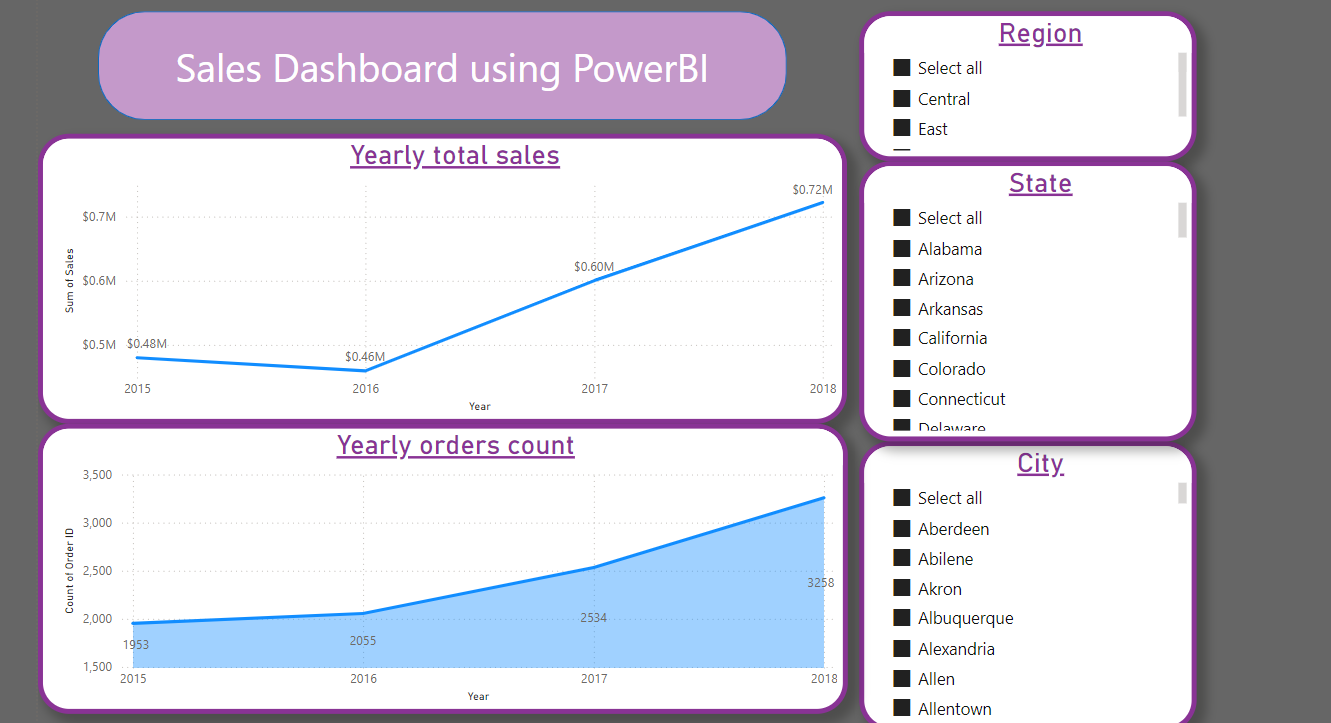 Sales Dashboard using PowerBI
Yearly total sales
$0.7M
$0.6M
$0.5M
Sum of Sales
$0.48M
$0.46M
$0.60M
$0.72M
2015
2016
2017
2018
Year
Yearly orders count
3,500
3,000
2,500
2,000
1,500
Count of Order ID
1953
2055
2534
3258
2015
2016
2017
2018
Year
Region
Select all
Central
East
State
Select all
Alabama
Arizona
Arkansas
California
Colorado
Connecticut
Delaware
City
Select all
Aberdeen
Abilene
Akron
Albuquerque
Alexandria
Allen
Allentown